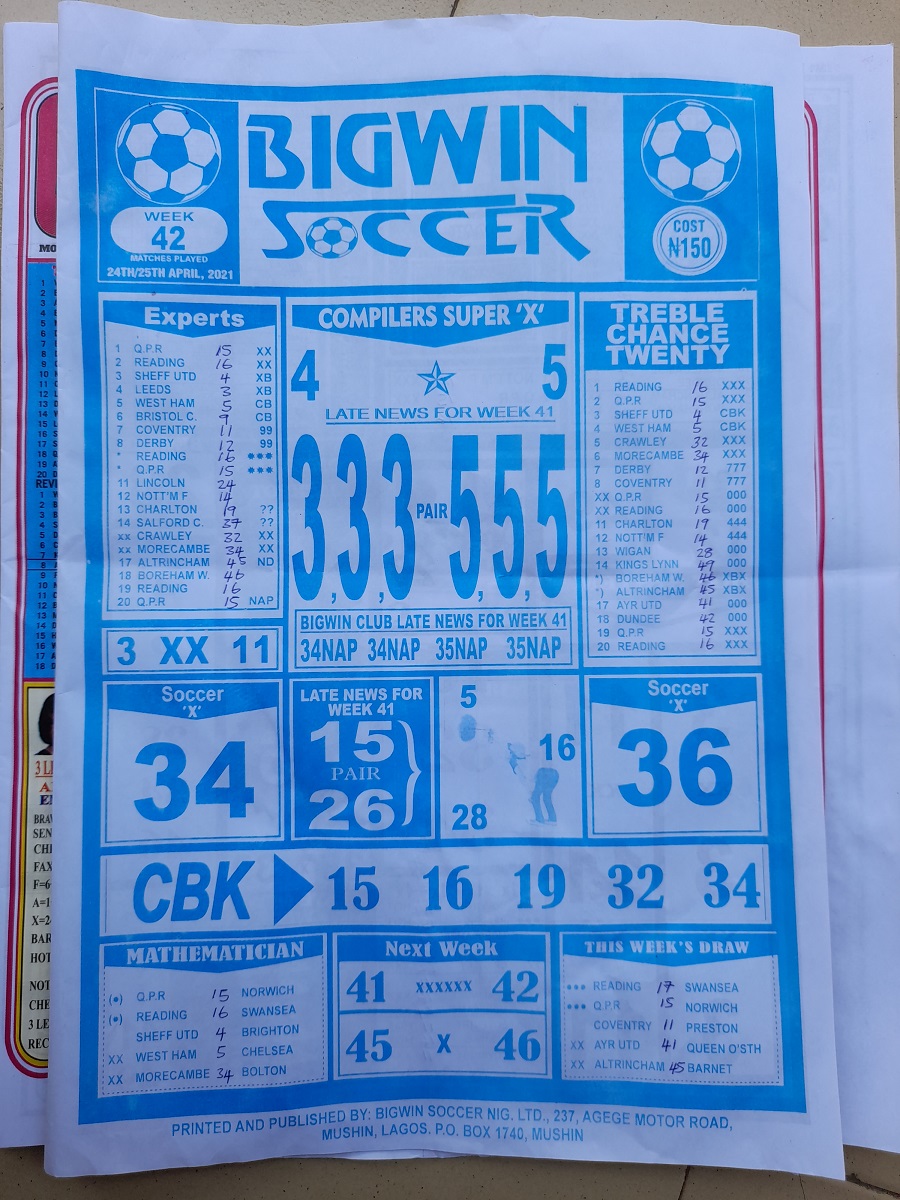 BIGWIN
SOCCER
WEEK
42
MATCHES PLAYED
24TH/25TH APRIL, 2021
COST
₦150
Experts
1 Q.P.R 15 XX
2 READING 16 XX
3 SHEFF UTD 4 XB
4 LEEDS 3 XB
5 WEST HAM 5 CB
6 BRISTOL C. 9 CB
7 COVENTRY 11 99
8 DERBY 12 99
* READING 16 ***
* Q.P.R 15 ***
11 LINCOLN 24
12 NOTT'M F 14
13 CHARLTON 19 ??
14 SALFORD C. 37 ??
xx CRAWLEY 32 XX
xx MORECAMBE 34 XX
17 ALTRINCHAM 45 ND
18 BOREHAM W. 46
19 READING 16
20 Q.P.R 15 NAP
3 XX 11
COMPILERS SUPER 'X'
4 5
LATE NEWS FOR WEEK 41
3,3,3 PAIR 5,5,5
BIGWIN CLUB LATE NEWS FOR WEEK 41
34NAP 34NAP 35NAP 35NAP
TREBLE
CHANCE
TWENTY
1 READING 16 XXX
2 Q.P.R 15 XXX
3 SHEFF UTD 4 CBK
4 WEST HAM 5 CBK
5 CRAWLEY 32 XXX
6 MORECAMBE 34 XXX
7 DERBY 12 777
8 COVENTRY 11 777
XX Q.P.R 15 000
XX READING 16 000
11 CHARLTON 19 444
12 NOTT'M F 14 444
13 WIGAN 28 000
14 KINGS LYNN 49 000
*) BOREHAM W. 46 XBX
*) ALTRINCHAM 45 XBX
17 AYR UTD 41 000
18 DUNDEE 42 000
19 Q.P.R 15 XXX
20 READING 16 XXX
Soccer
'X'
34
LATE NEWS FOR
WEEK 41
15
PAIR
26
5
16
28
Soccer
'X'
36
CBK 15 16 19 32 34
MATHEMATICIAN
(•) Q.P.R 15 NORWICH
(•) READING 16 SWANSEA
SHEFF UTD 4 BRIGHTON
XX WEST HAM 5 CHELSEA
XX MORECAMBE 34 BOLTON
Next Week
41 XXXXXX 42
45 X 46
THIS WEEK'S DRAW
••• READING 17 SWANSEA
••• Q.P.R 15 NORWICH
COVENTRY 11 PRESTON
XX AYR UTD 41 QUEEN O'STH
XX ALTRINCHAM 45 BARNET
PRINTED AND PUBLISHED BY: BIGWIN SOCCER NIG. LTD., 237, AGEGE MOTOR ROAD,
MUSHIN, LAGOS. P.O. BOX 1740, MUSHIN